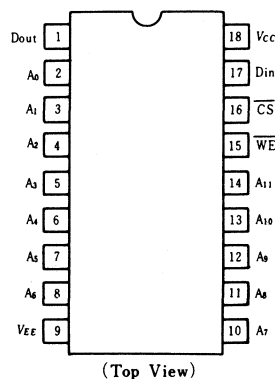 Dout 1 18 VCC
A0 2 17 Din
A1 3 16 CS
A2 4 15 WE
A3 5 14 A11
A4 6 13 A10
A5 7 12 A9
A6 8 11 A8
VEE 9 10 A7
(Top View)